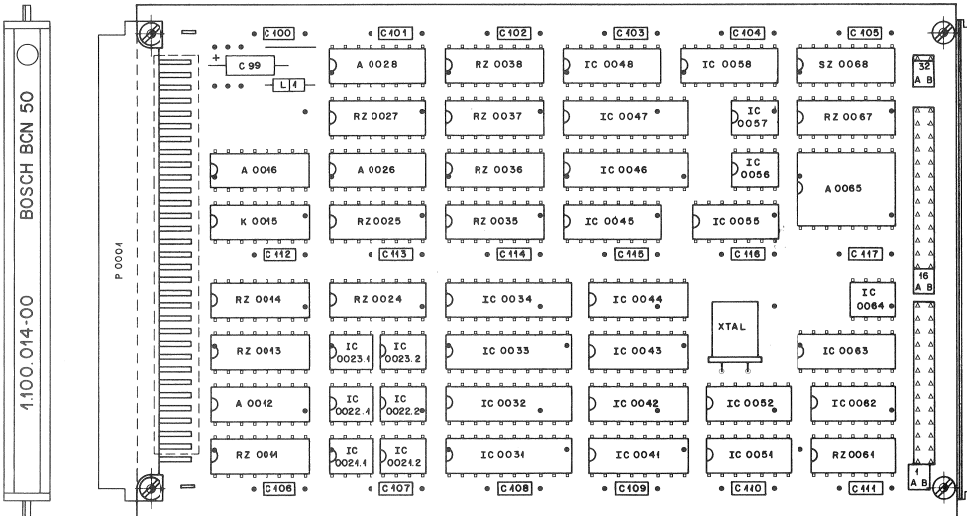 BOSCH BCN 50
1.100.014-00
P 0001
C 100 C 101 C 102 C 103 C 104 C 105
+
C 99
L 1
A 0028 RZ 0038 IC 0048 IC 0058 SZ 0068
32
A B
RZ 0027 RZ 0037 IC 0047 IC 0057 RZ 0067
A 0016 A 0026 RZ 0036 IC 0046 IC 0056 A 0065
K 0015 RZ0025 RZ 0035 IC 0045 IC 0055
C 112 C 113 C 114 C 115 C 116 C 117
16
A B
RZ 0014 RZ 0024 IC 0034 IC 0044 IC 0064
XTAL
RZ 0013 IC 0023.1 IC 0023.2 IC 0033 IC 0043 IC 0063
A 0012 IC 0022.1 IC 0022.2 IC 0032 IC 0042 IC 0052 IC 0062
RZ 0011 IC 0021.1 IC 0021.2 IC 0031 IC 0041 IC 0051 RZ 0061
1
A B
C 106 C 107 C 108 C 109 C 110 C 111